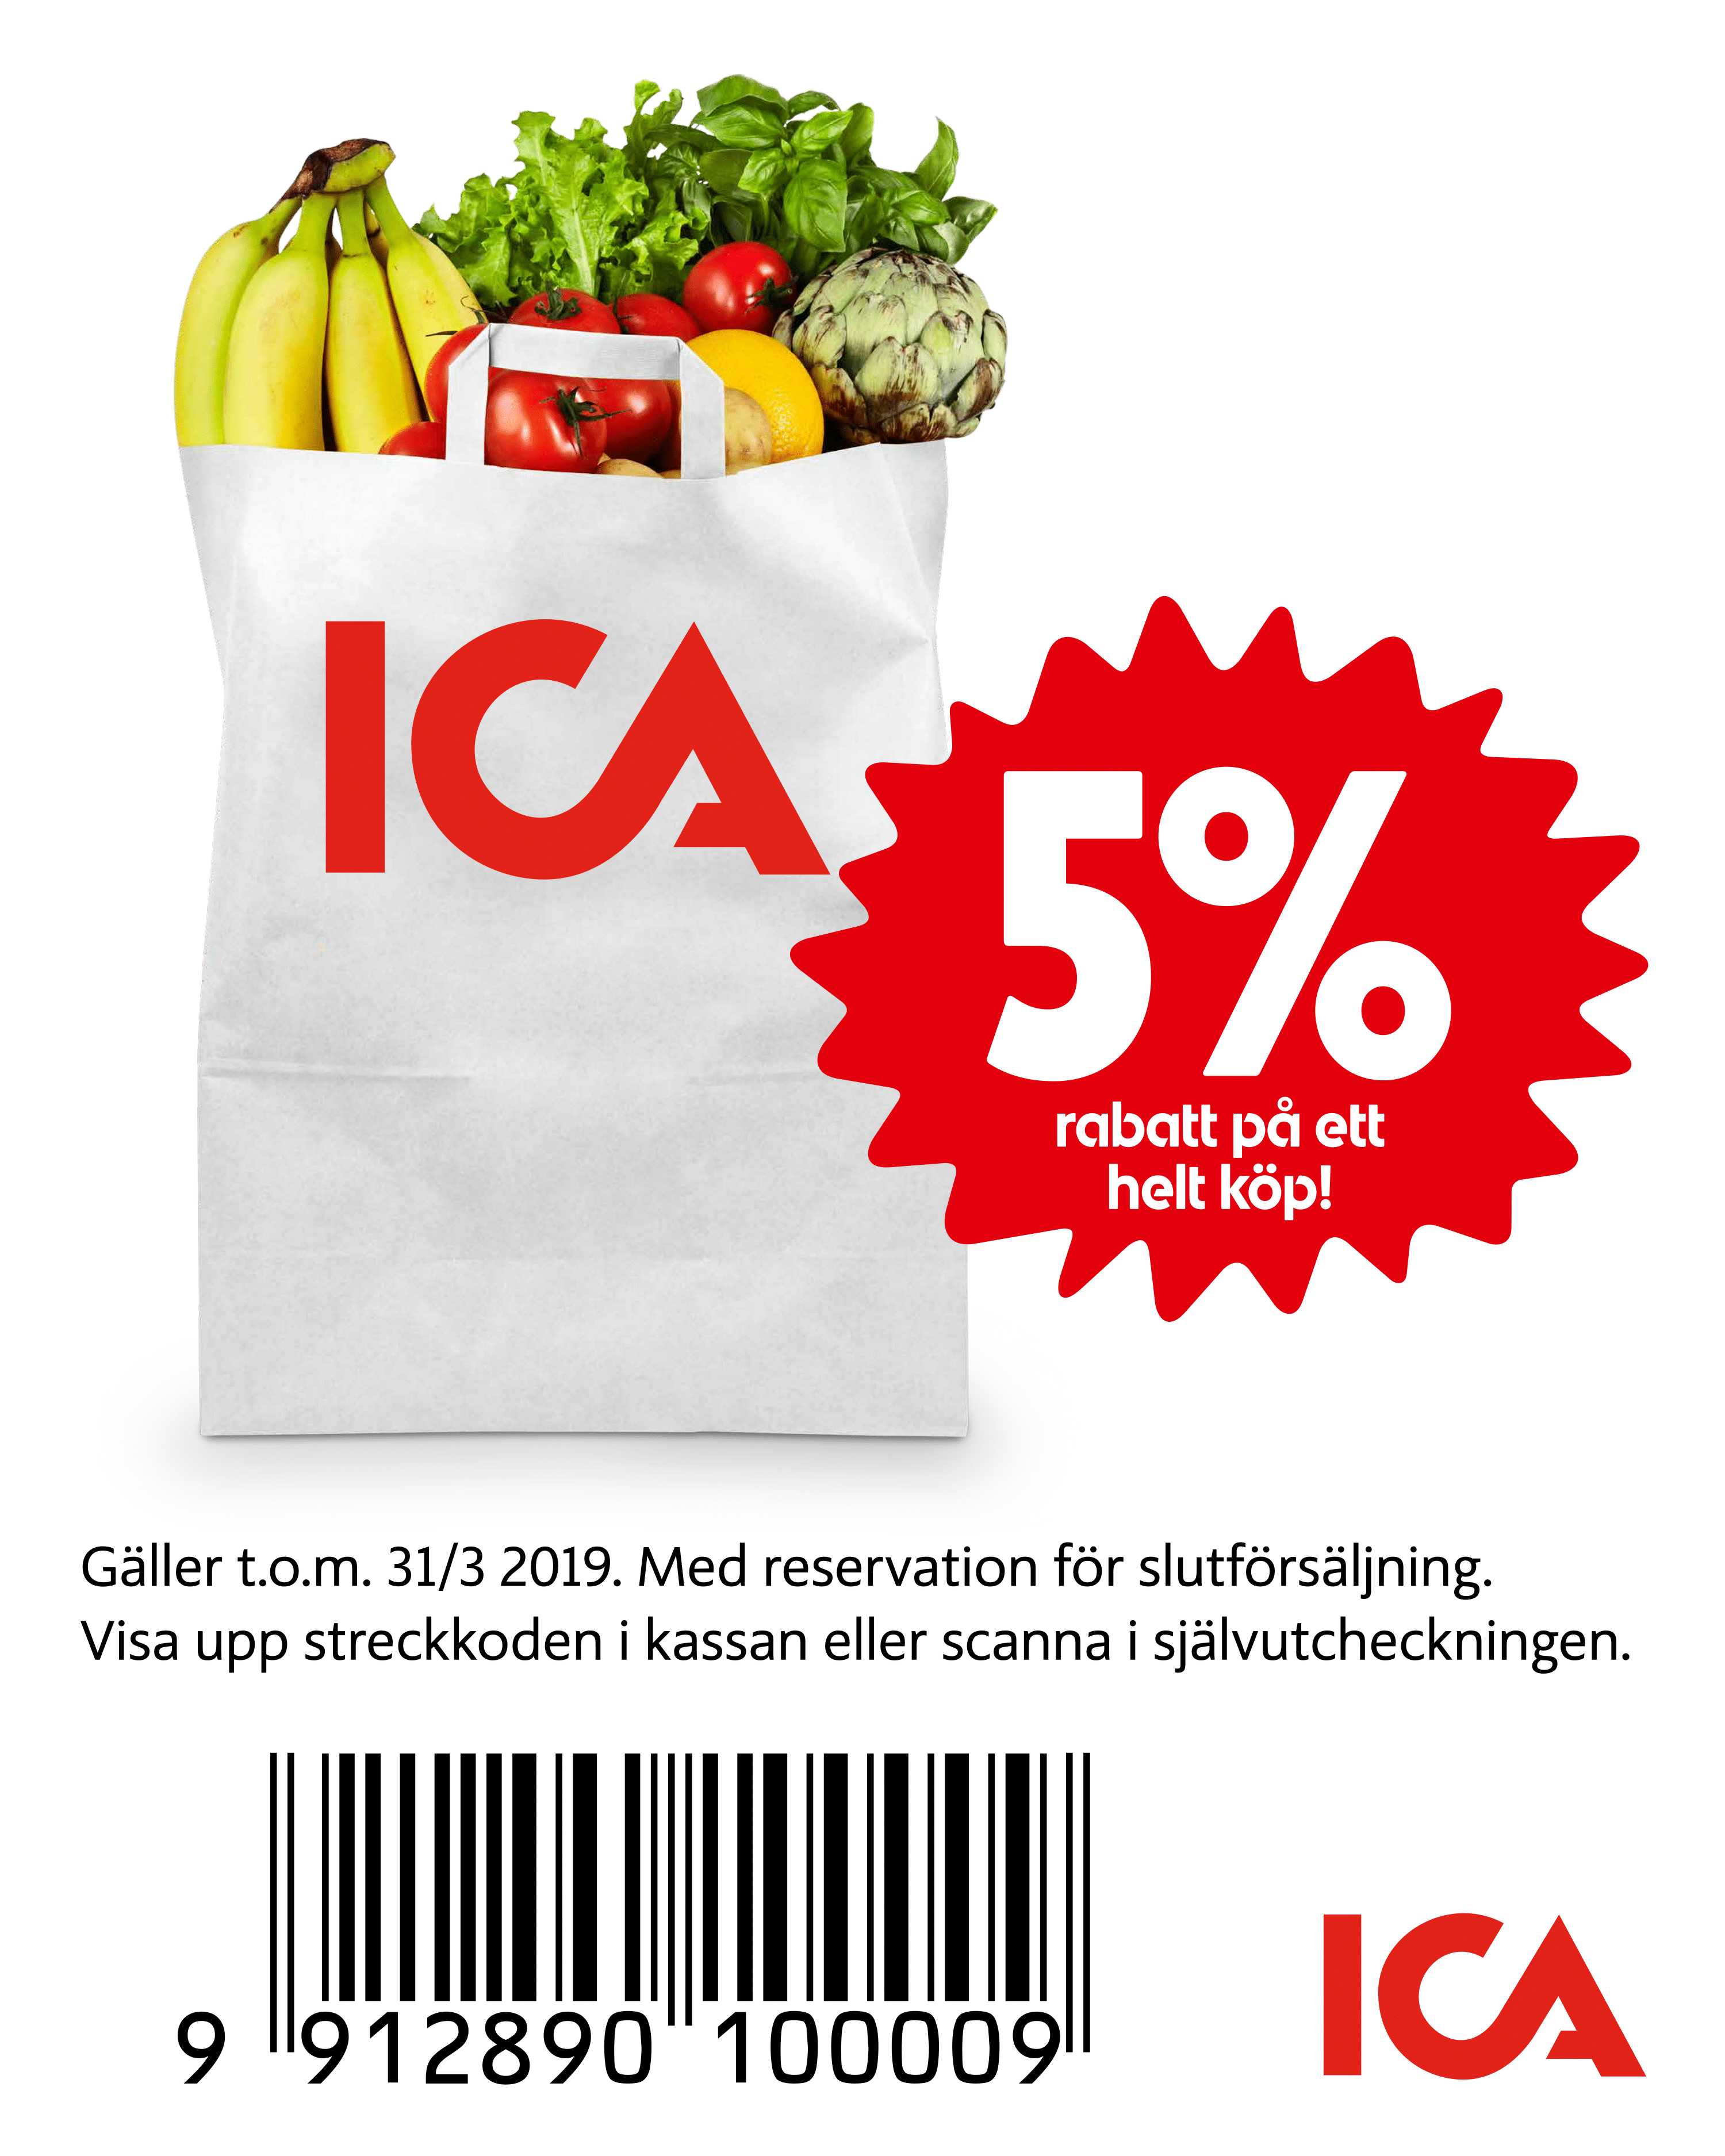 ICA
5%
rabatt på ett
helt köp!
Gäller t.o.m. 31/3 2019. Med reservation för slutförsäljning.
Visa upp streckkoden i kassan eller scanna i självutcheckningen.
9 912890 100009
ICA